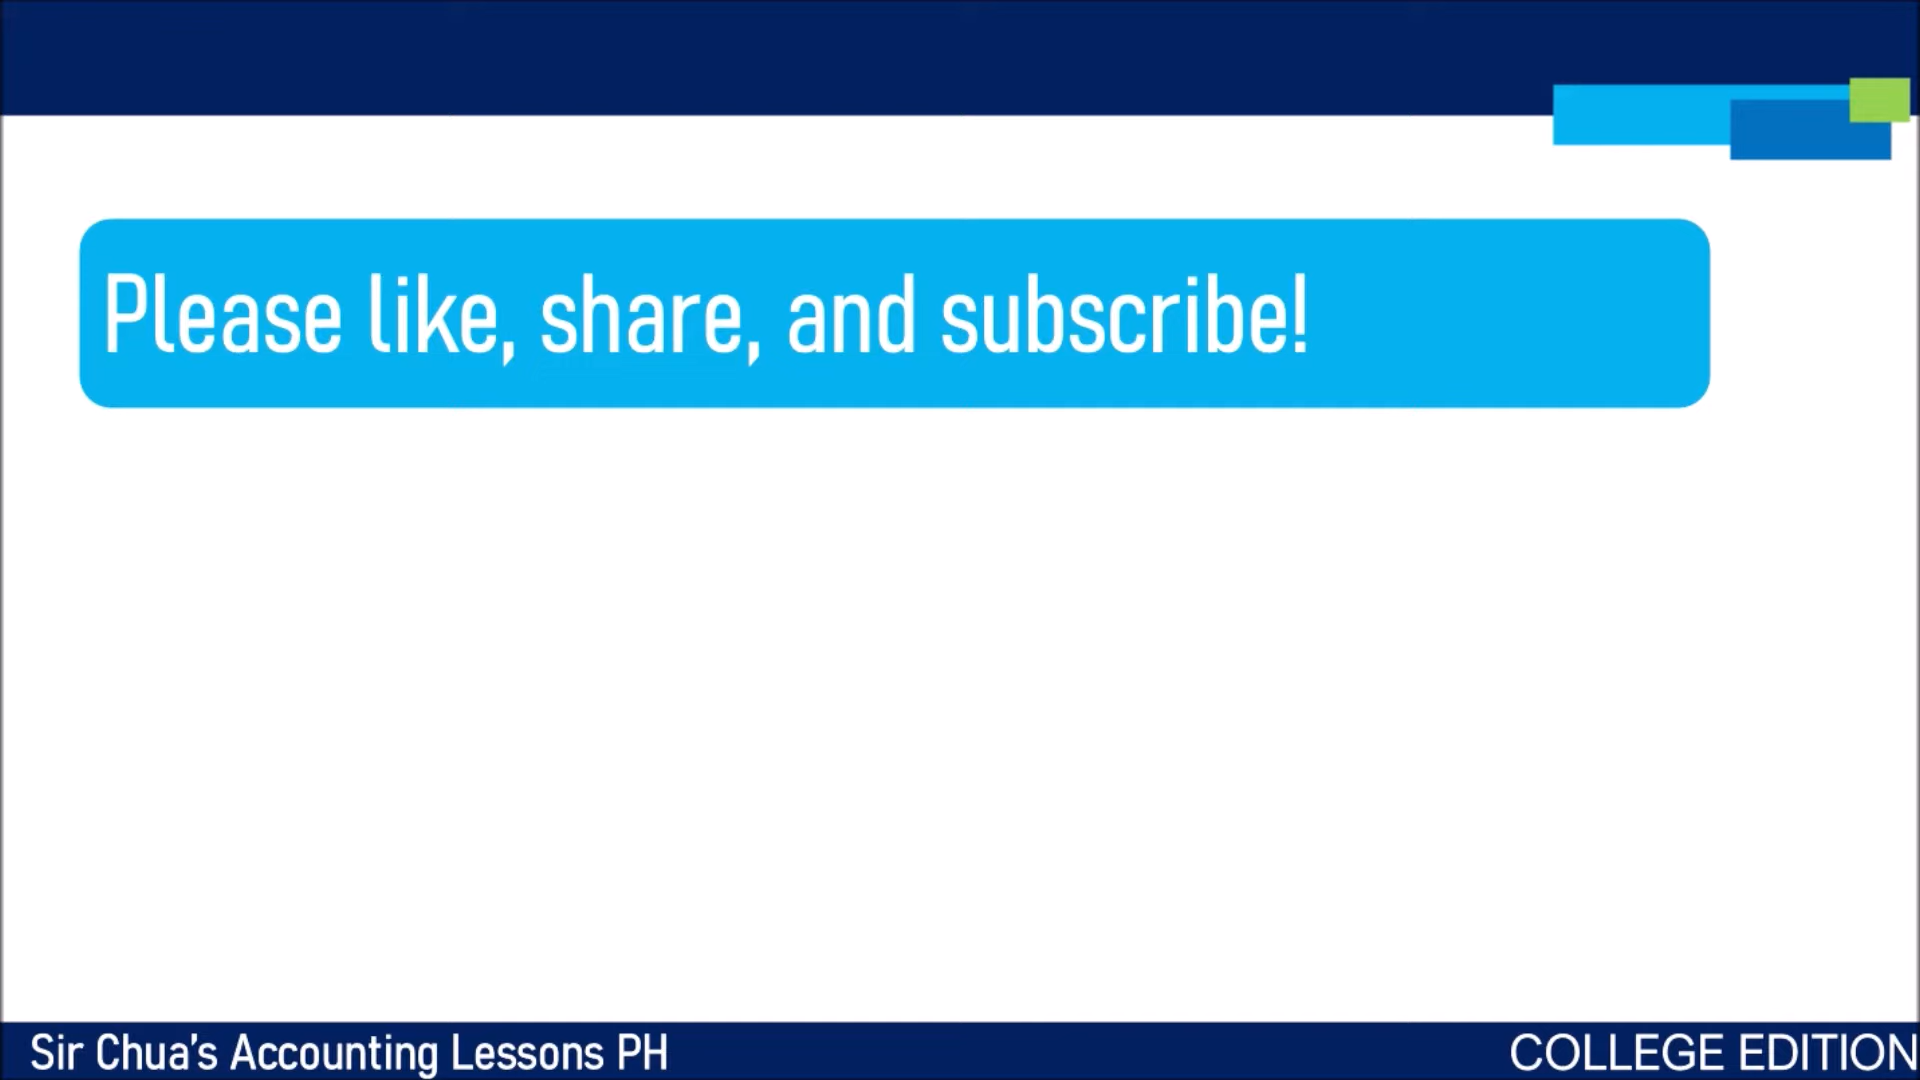 Please like, share, and subscribe!
Sir Chua's Accounting Lessons PH
COLLEGE EDITION